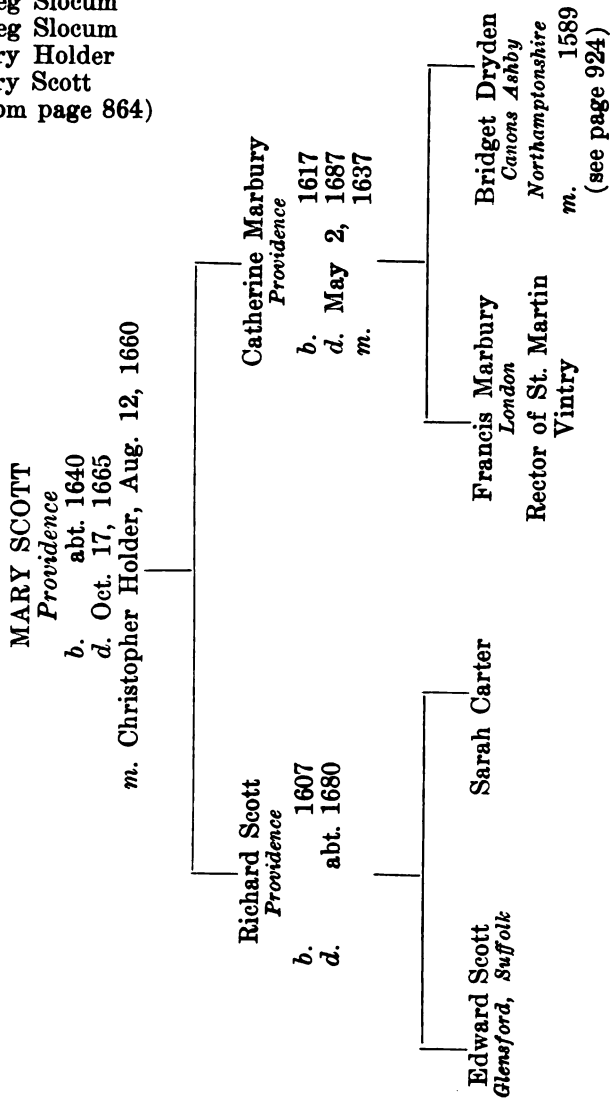 eg Slocum
eg Slocum
ry Holder
ry Scott
om page 864)
MARY SCOTT
Providence
b. abt. 1640
d. Oct. 17, 1665
m. Christopher Holder, Aug. 12, 1660
Richard Scott
Providence
b. 1607
d. abt. 1680
Catherine Marbury
Providence
b. 1617
d. May 2, 1687
m. 1637
Edward Scott
Glensford, Suffolk
Sarah Carter
Francis Marbury
London
Rector of St. Martin
Vintry
Bridget Dryden
Canons Ashby
Northamptonshire
m. 1589
(see page 924)